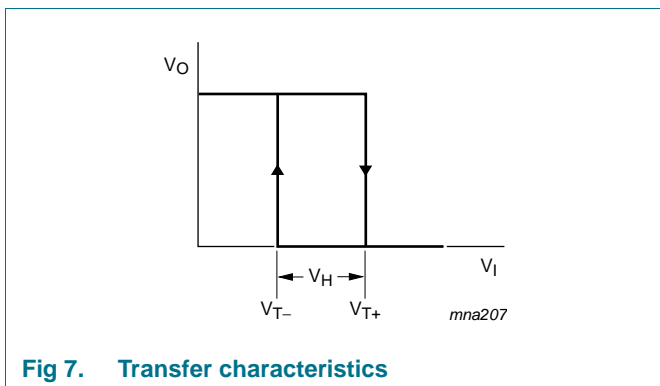 VO
VI
VH
VT−
VT+
mna207
Fig 7. Transfer characteristics